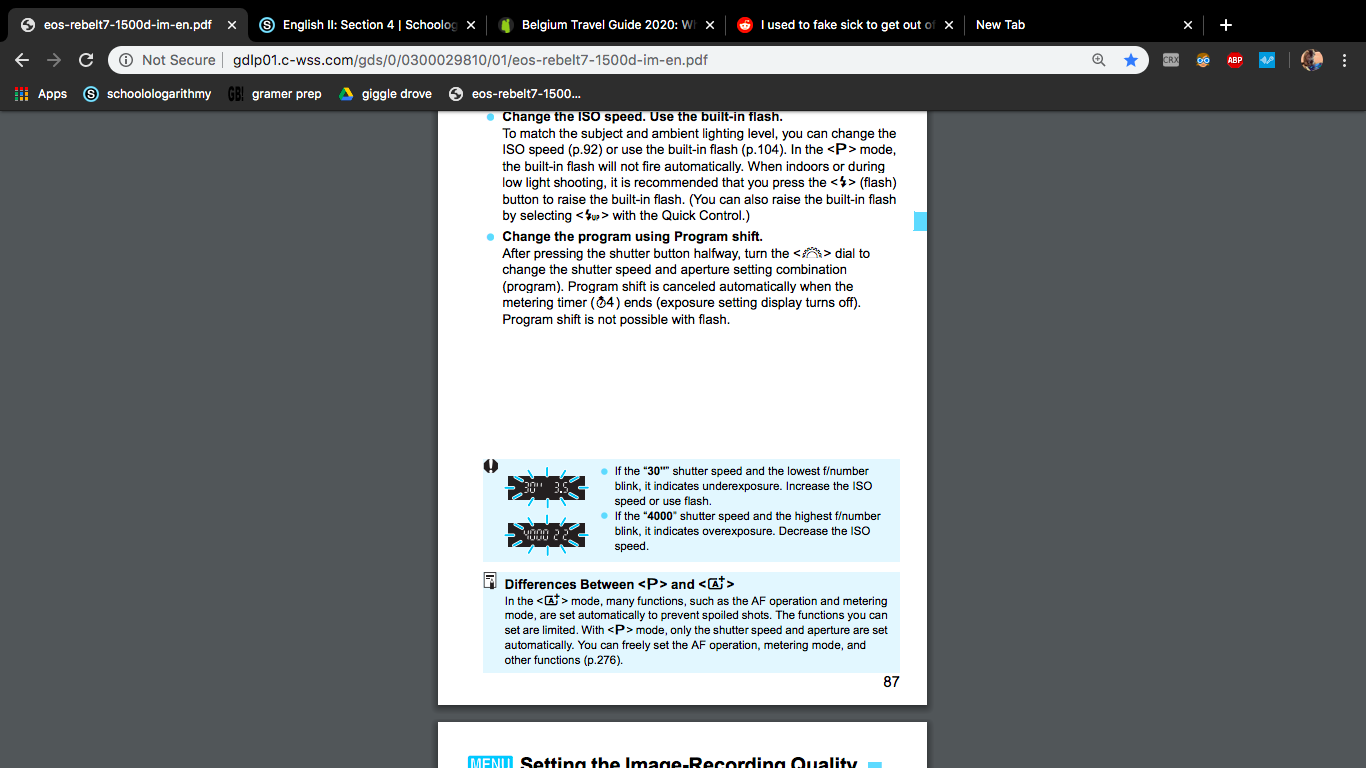 eos-rebelt7-1500d-im-en.pdf
English II: Section 4 | Schoolog
Belgium Travel Guide 2020: W
I used to fake sick to get out of
New Tab
Not Secure
gdlp01.c-wss.com/gds/0/0300029810/01/eos-rebelt7-1500d-im-en.pdf
CRX
ABP
Apps
schoolologarithmy
GB!
gramer prep
giggle drove
eos-rebelt7-1500...
Change the ISO speed. Use the built-in flash.
To match the subject and ambient lighting level, you can change the
ISO speed (p.92) or use the built-in flash (p.104). In the <P> mode,
the built-in flash will not fire automatically. When indoors or during
low light shooting, it is recommended that you press the <⚡> (flash)
button to raise the built-in flash. (You can also raise the built-in flash
by selecting <⚡UP> with the Quick Control.)
Change the program using Program shift.
After pressing the shutter button halfway, turn the < > dial to
change the shutter speed and aperture setting combination
(program). Program shift is canceled automatically when the
metering timer (⏱4) ends (exposure setting display turns off).
Program shift is not possible with flash.
30" 3.5
If the "30"" shutter speed and the lowest f/number
blink, it indicates underexposure. Increase the ISO
speed or use flash.
4000 22
If the "4000" shutter speed and the highest f/number
blink, it indicates overexposure. Decrease the ISO
speed.
Differences Between <P> and <A+>
In the <A+> mode, many functions, such as the AF operation and metering
mode, are set automatically to prevent spoiled shots. The functions you can
set are limited. With <P> mode, only the shutter speed and aperture are set
automatically. You can freely set the AF operation, metering mode, and
other functions (p.276).
87
MENU Setting the Image-Recording Quality